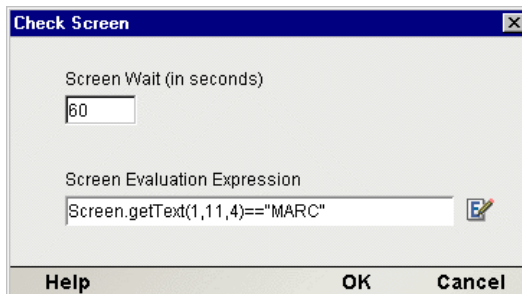 Check Screen
Screen Wait (in seconds)
60
Screen Evaluation Expression
Screen.getText(1,11,4)=="MARC"
Help OK Cancel